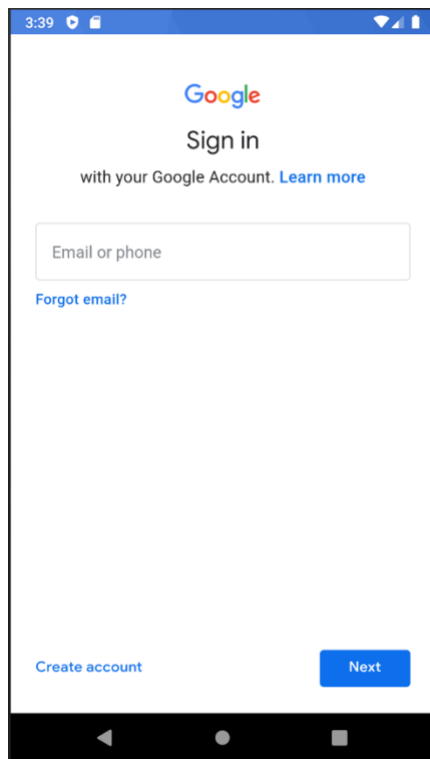 3:39
Google
Sign in
with your Google Account. Learn more
Email or phone
Forgot email?
Create account
Next